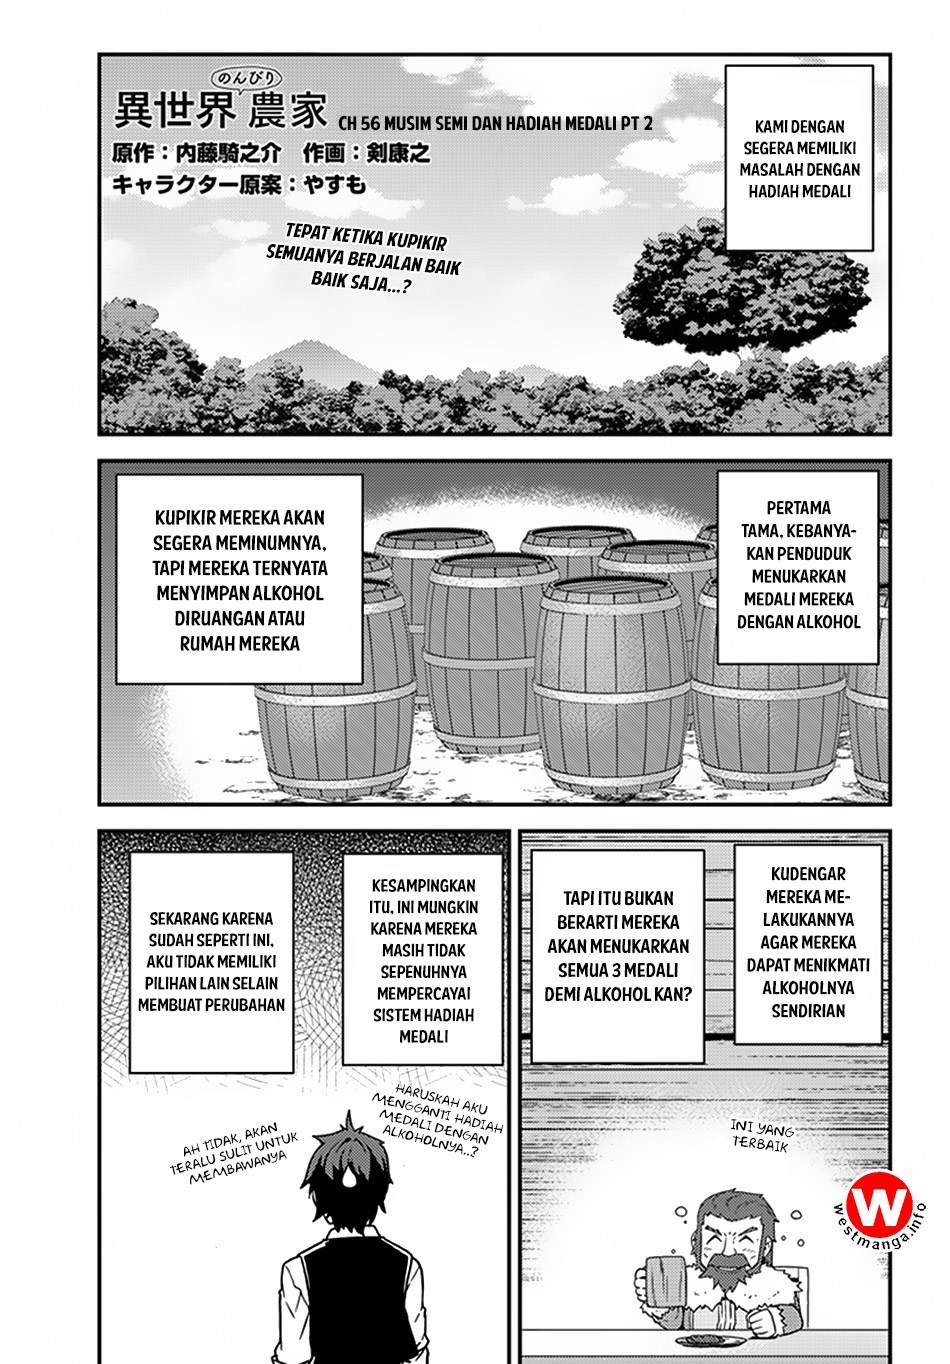 のんびり
異世界農家
CH 56 MUSIM SEMI DAN HADIAH MEDALI PT 2
原作：内藤騎之介　作画：剣康之
キャラクター原案：やすも
KAMI DENGAN
SEGERA MEMILIKI
MASALAH DENGAN
HADIAH MEDALI
TEPAT KETIKA KUPIKIR
SEMUANYA BERJALAN BAIK
BAIK SAJA...?
PERTAMA
TAMA, KEBANYA-
KAN PENDUDUK
MENUKARKAN
MEDALI MEREKA
DENGAN ALKOHOL
KUPIKIR MEREKA AKAN
SEGERA MEMINUMNYA,
TAPI MEREKA TERNYATA
MENYIMPAN ALKOHOL
DIRUANGAN ATAU
RUMAH MEREKA
KUDENGAR
MEREKA ME-
LAKUKANNYA
AGAR MEREKA
DAPAT MENIKMATI
ALKOHOLNYA
SENDIRIAN
TAPI ITU BUKAN
BERARTI MEREKA
AKAN MENUKARKAN
SEMUA 3 MEDALI
DEMI ALKOHOL KAN?
INI YANG
TERBAIK
KESAMPINGKAN
ITU, INI MUNGKIN
KARENA MEREKA
MASIH TIDAK
SEPENUHNYA
MEMPERCAYAI
SISTEM HADIAH
MEDALI
SEKARANG KARENA
SUDAH SEPERTI INI,
AKU TIDAK MEMILIKI
PILIHAN LAIN SELAIN
MEMBUAT PERUBAHAN
HARUSKAH AKU
MENGGANTI HADIAH
MEDALI DENGAN
ALKOHOLNYA..?
AH TIDAK, AKAN
TERALU SULIT UNTUK
MEMBAWANYA
W
westmanga.info